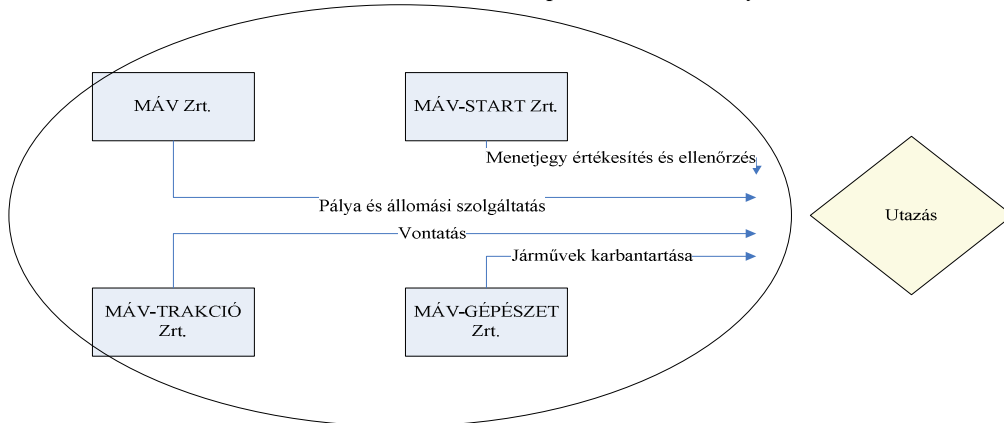 MÁV Zrt.
MÁV-START Zrt.
Menetjegy értékesítés és ellenőrzés
Pálya és állomási szolgáltatás
Utazás
Vontatás
Járművek karbantartása
MÁV-TRAKCIÓ
Zrt.
MÁV-GÉPÉSZET
Zrt.